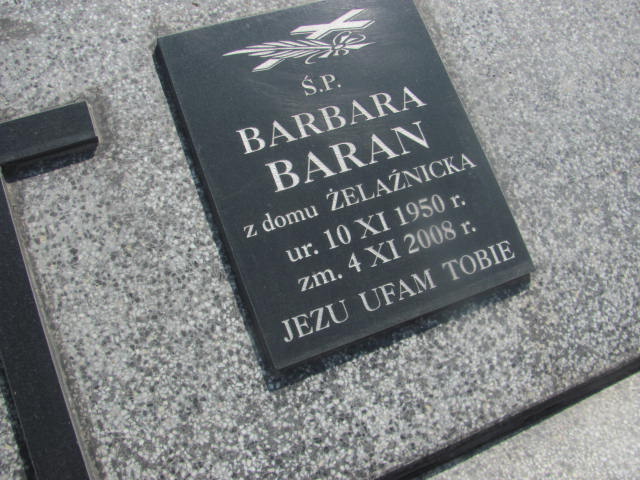 Ś.P.
BARBARA
BARAN
z domu ŻELAŹNICKA
ur. 10 XI 1950 r.
zm. 4 XI 2008 r.
JEZU UFAM TOBIE